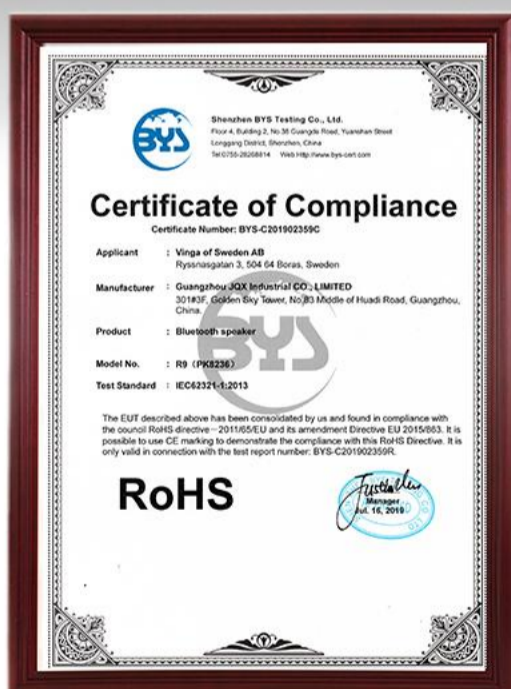 BYS
Shenzhen BYS Testing Co., Ltd.
Floor 4, Building 2, No.38 Guangda Road, Yuanshan Street
Longgang District, Shenzhen, China
Tel:0755-28268814 Web:Http://www.bys-cert.com
Certificate of Compliance
Certificate Number: BYS-C201902359C
Applicant : Vinga of Sweden AB
Ryssnasgatan 3, 504 64 Boras, Sweden
Manufacturer : Guangzhou JQX Industrial CO., LIMITED
301#3F, Golden Sky Tower, No.83 Middle of Huadi Road, Guangzhou,
China.
Product : Bluetooth speaker
BYS
Model No. : R9 (PK8236)
Test Standard : IEC62321-1:2013
The EUT described above has been consolidated by us and found in compliance with
the council RoHS directive-2011/65/EU and its amendment Directive EU 2015/863. It is
possible to use CE marking to demonstrate the compliance with this RoHS Directive. It is
only valid in connection with the test report number: BYS-C201902359R.
RoHS
Manager
Jul. 16, 2019